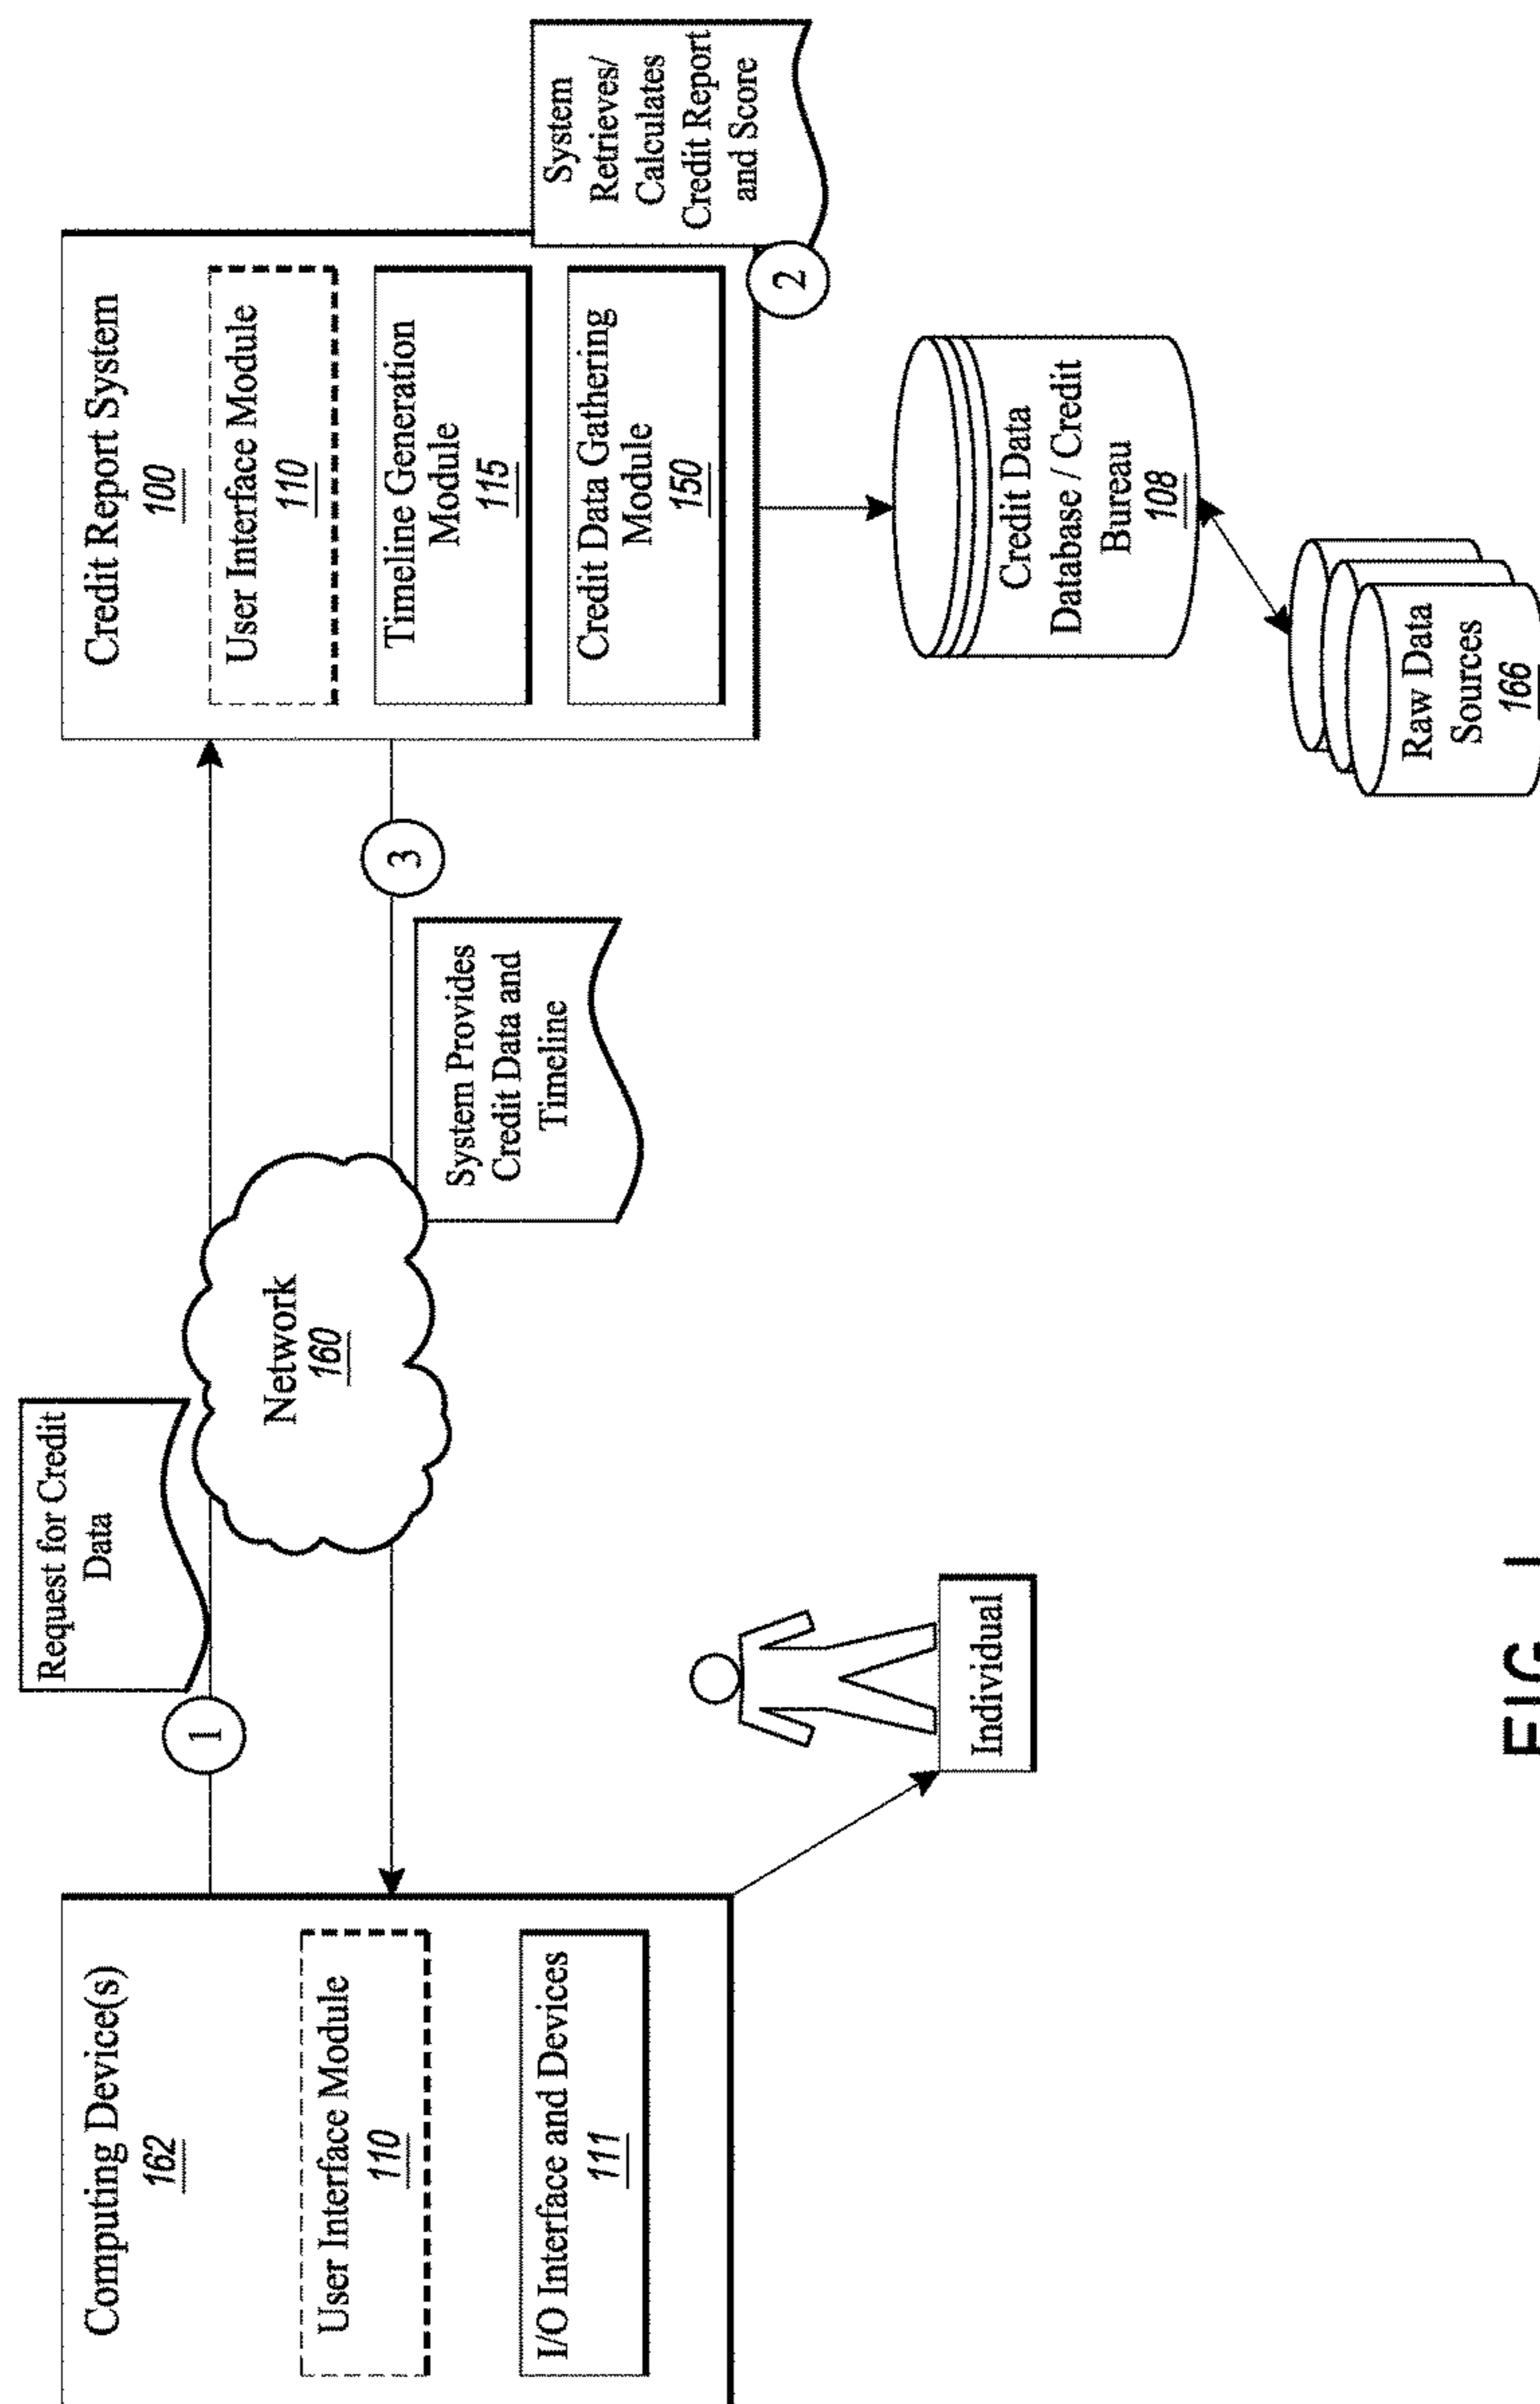 Computing Device(s)
162
User Interface Module
110
I/O Interface and Devices
111
1
Request for Credit
Data
Network
160
Individual
3
System Provides
Credit Data and
Timeline
Credit Report System
100
User Interface Module
110
Timeline Generation
Module
115
Credit Data Gathering
Module
150
2
System
Retrieves/
Calculates
Credit Report
and Score
Credit Data
Database / Credit
Bureau
108
Raw Data
Sources
166
FIG. 1